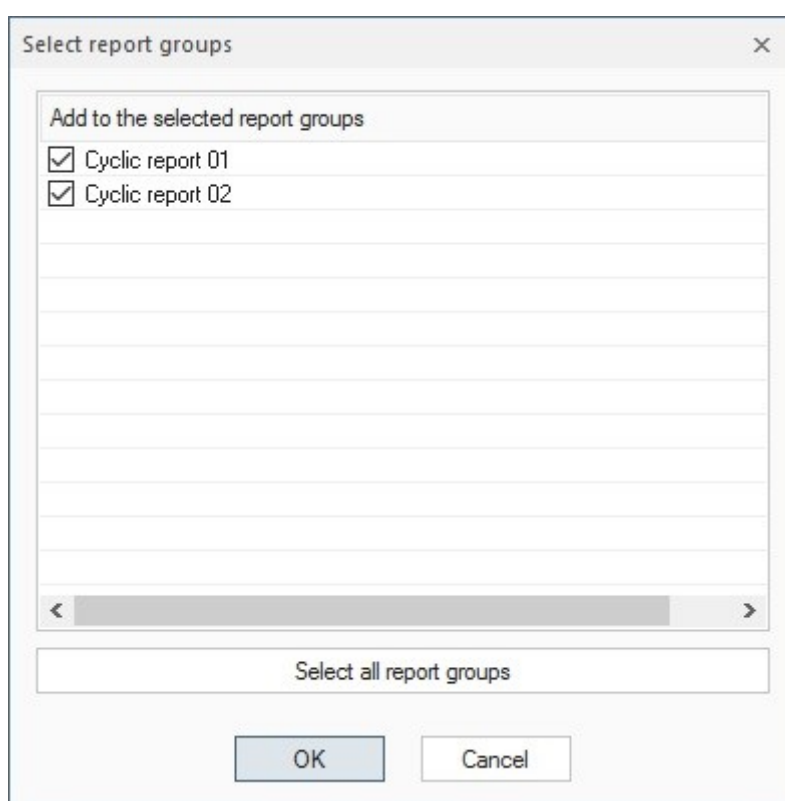 Select report groups
Add to the selected report groups
Cyclic report 01
Cyclic report 02
Select all report groups
OK Cancel